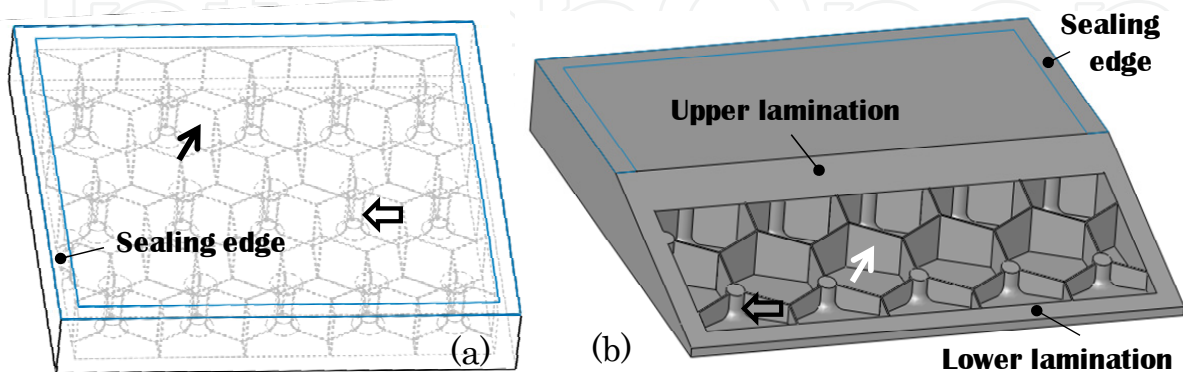 Sealing edge
(a)
Sealing
edge
Upper lamination
(b)
Lower lamination